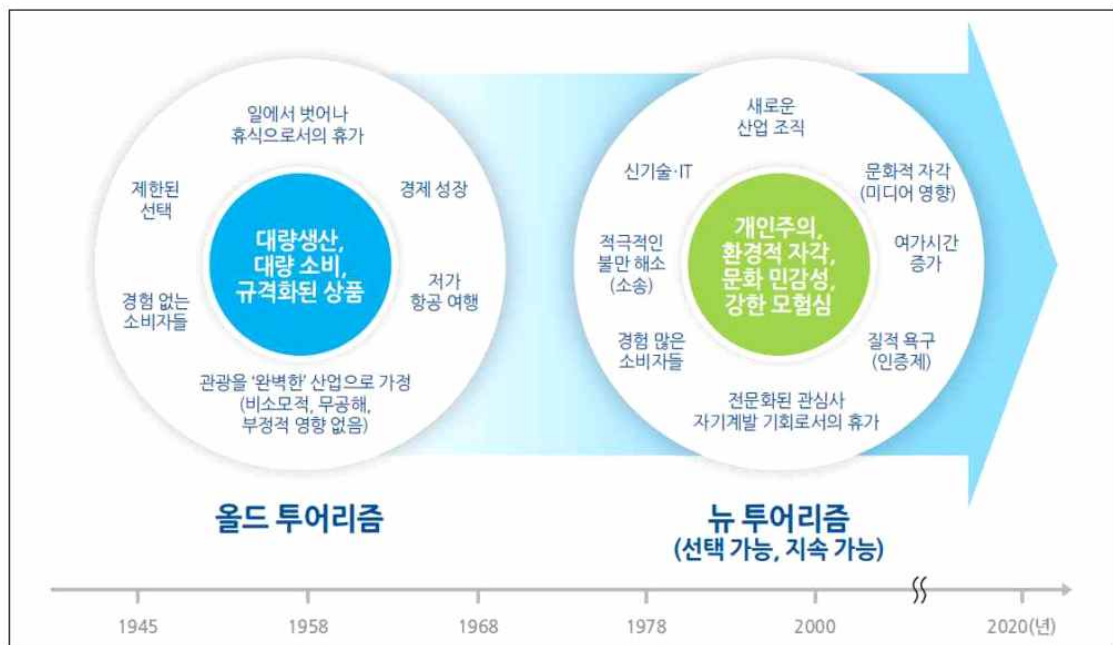 일에서 벗어나
휴식으로서의 휴가
제한된
선택
경제 성장
대량생산,
대량 소비,
규격화된 상품
경험 없는
소비자들
저가
항공 여행
관광을 ‘완벽한’ 산업으로 가정
(비소모적, 무공해,
부정적 영향 없음)
올드 투어리즘
새로운
산업 조직
신기술·IT
문화적 자각
(미디어 영향)
적극적인
불만 해소
(소송)
개인주의,
환경적 자각,
문화 민감성,
강한 모험심
여가시간
증가
경험 많은
소비자들
질적 욕구
(인증제)
전문화된 관심사
자기계발 기회로서의 휴가
뉴 투어리즘
(선택 가능, 지속 가능)
1945
1958
1968
1978
2000
2020(년)